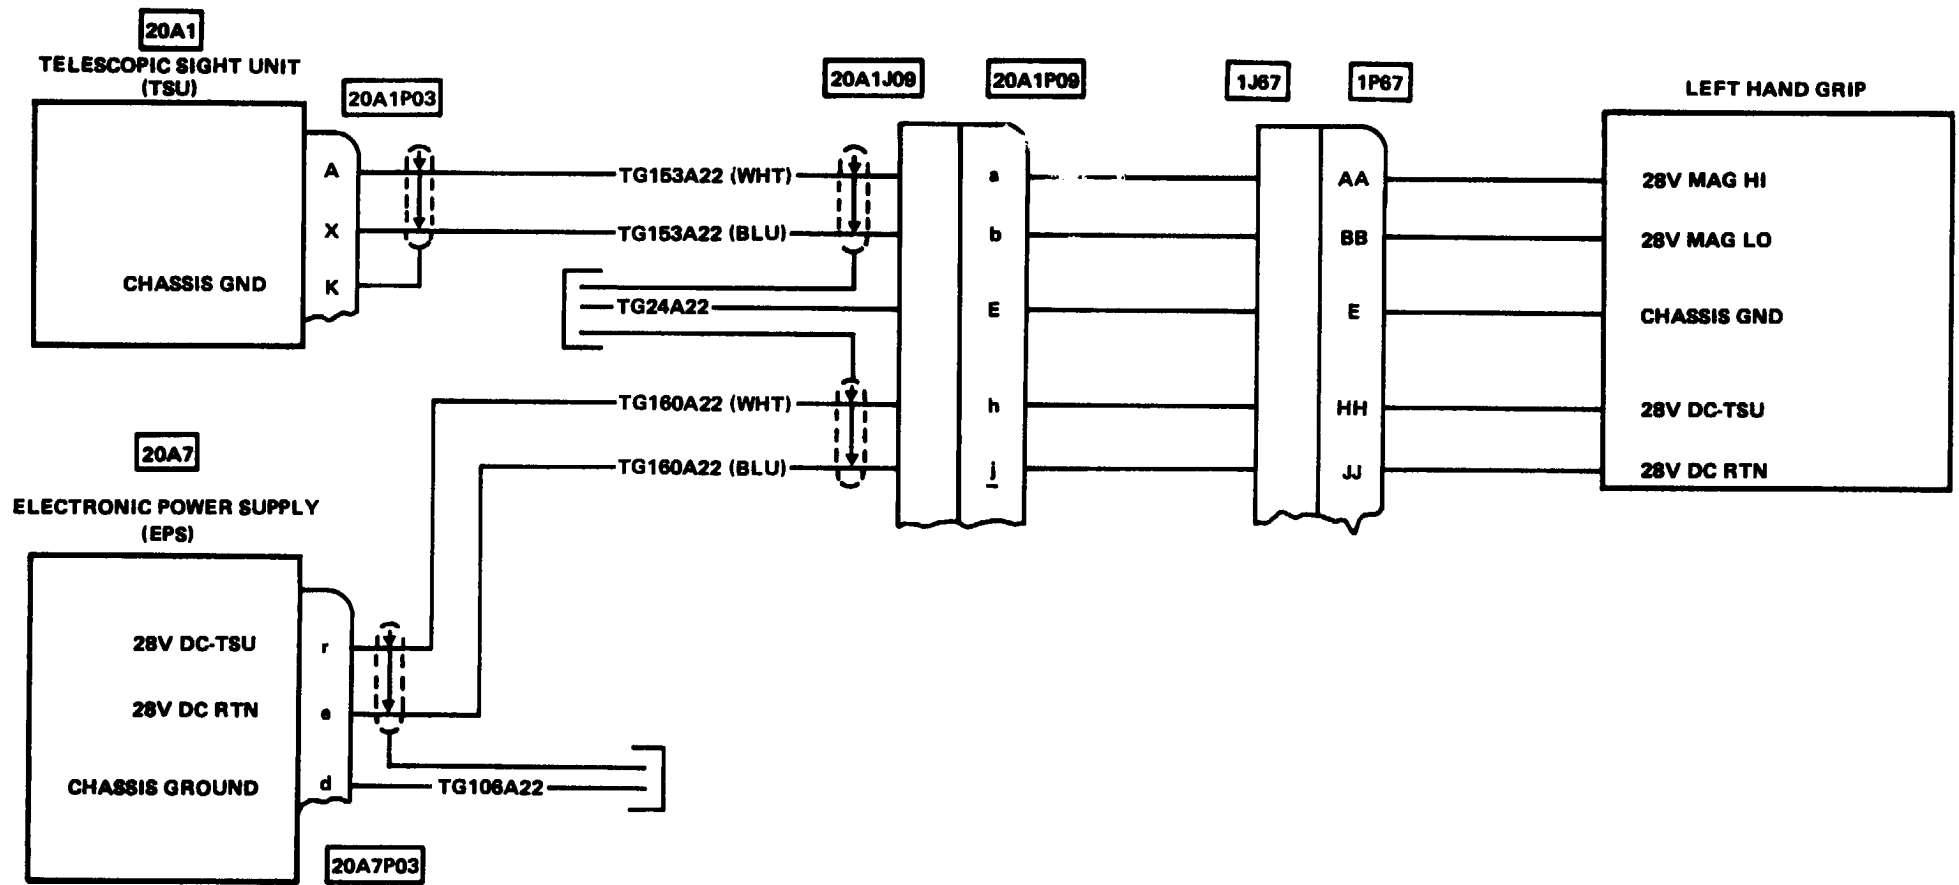 20A1
TELESCOPIC SIGHT UNIT
(TSU)
20A1P03
20A1J09
20A1P09
1J67
1P67
LEFT HAND GRIP
A
TG153A22 (WHT)
a
AA
28V MAG HI
X
TG153A22 (BLU)
b
BB
28V MAG LO
CHASSIS GND
K
TG24A22
E
E
CHASSIS GND
TG160A22 (WHT)
h
HH
28V DC-TSU
TG160A22 (BLU)
j
JJ
28V DC RTN
20A7
ELECTRONIC POWER SUPPLY
(EPS)
28V DC-TSU
r
28V DC RTN
e
CHASSIS GROUND
d
TG106A22
20A7P03